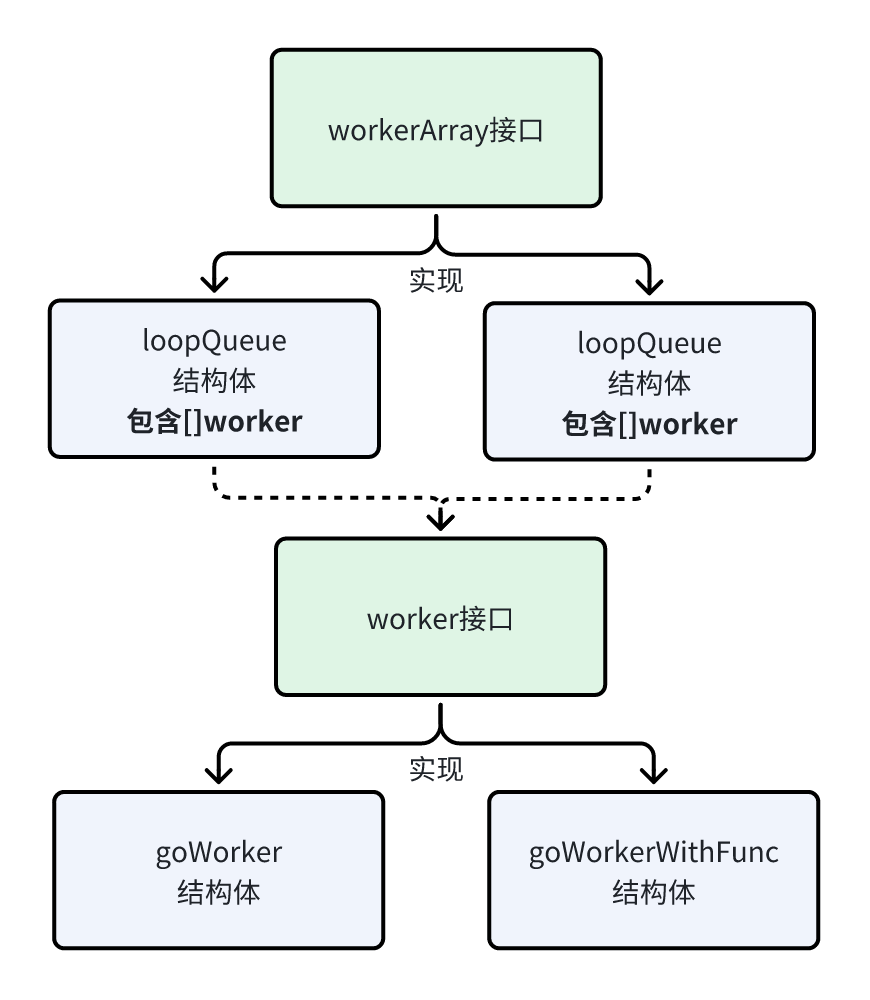 workerArray接口
实现
loopQueue
结构体
包含[]worker
loopQueue
结构体
包含[]worker
worker接口
实现
goWorker
结构体
goWorkerWithFunc
结构体